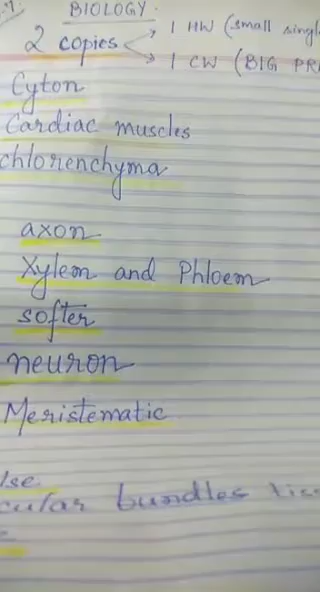 BIOLOGY.
2 copies
1 HW (small
1 CW (BIG
Cyton
Cardiac muscles
chlorenchyma
axon
Xylem and Phloem
softer
neuron
Meristematic
bundles